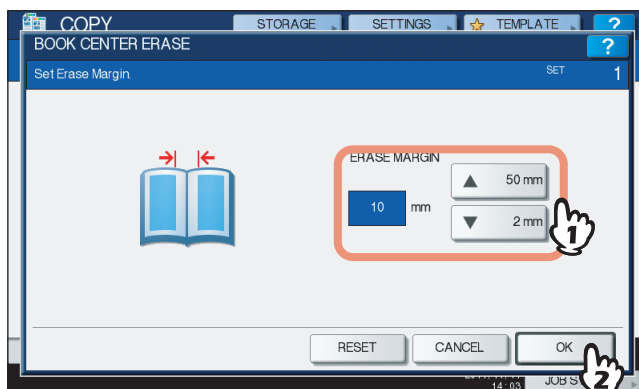 COPY STORAGE SETTINGS TEMPLATE ?
BOOK CENTER ERASE ?
Set Erase Margin. SET 1
ERASE MARGIN
▲ 50 mm
10 mm
▼ 2 mm
1
RESET CANCEL OK
2
14:03 JOB S